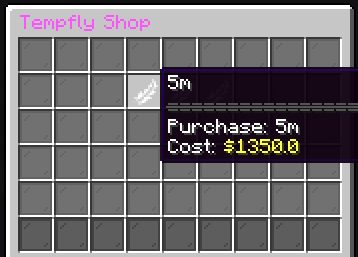 Tempfly Shop
5m
====================
Purchase: 5m
Cost: $1350.0